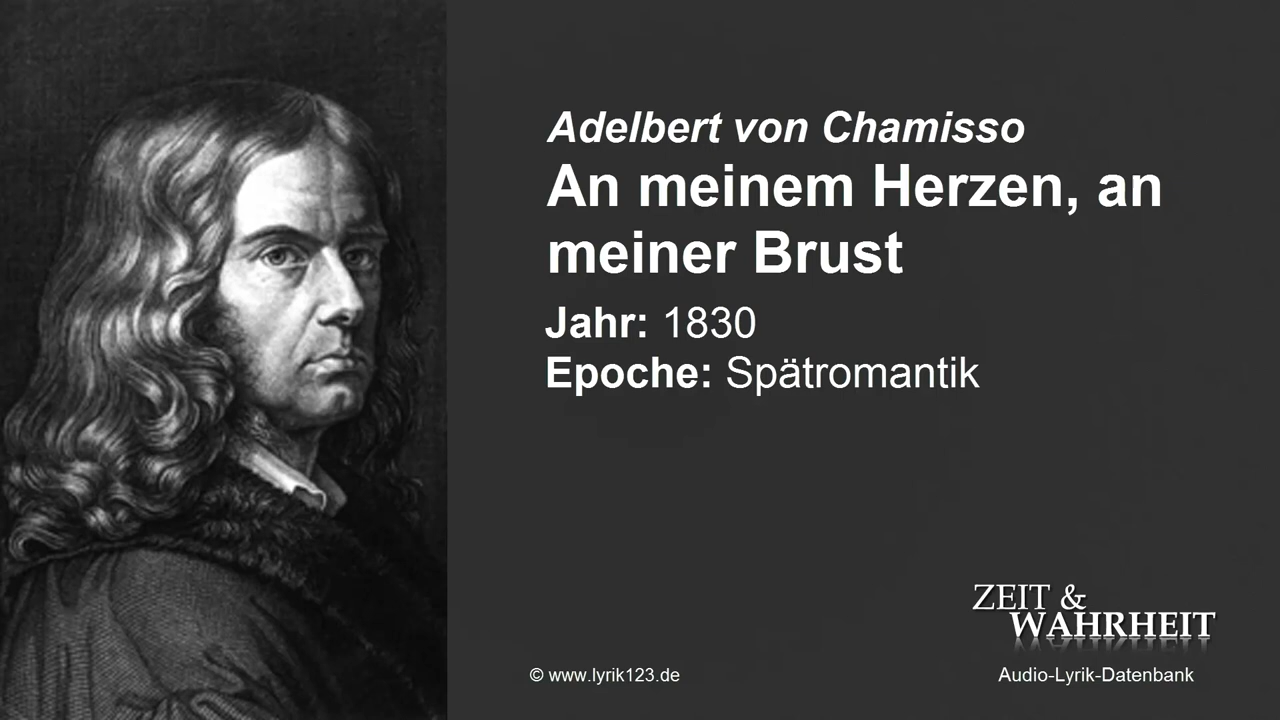 Adelbert von Chamisso
An meinem Herzen, an
meiner Brust
Jahr: 1830
Epoche: Spätromantik
ZEIT &
WAHRHEIT
© www.lyrik123.de
Audio-Lyrik-Datenbank